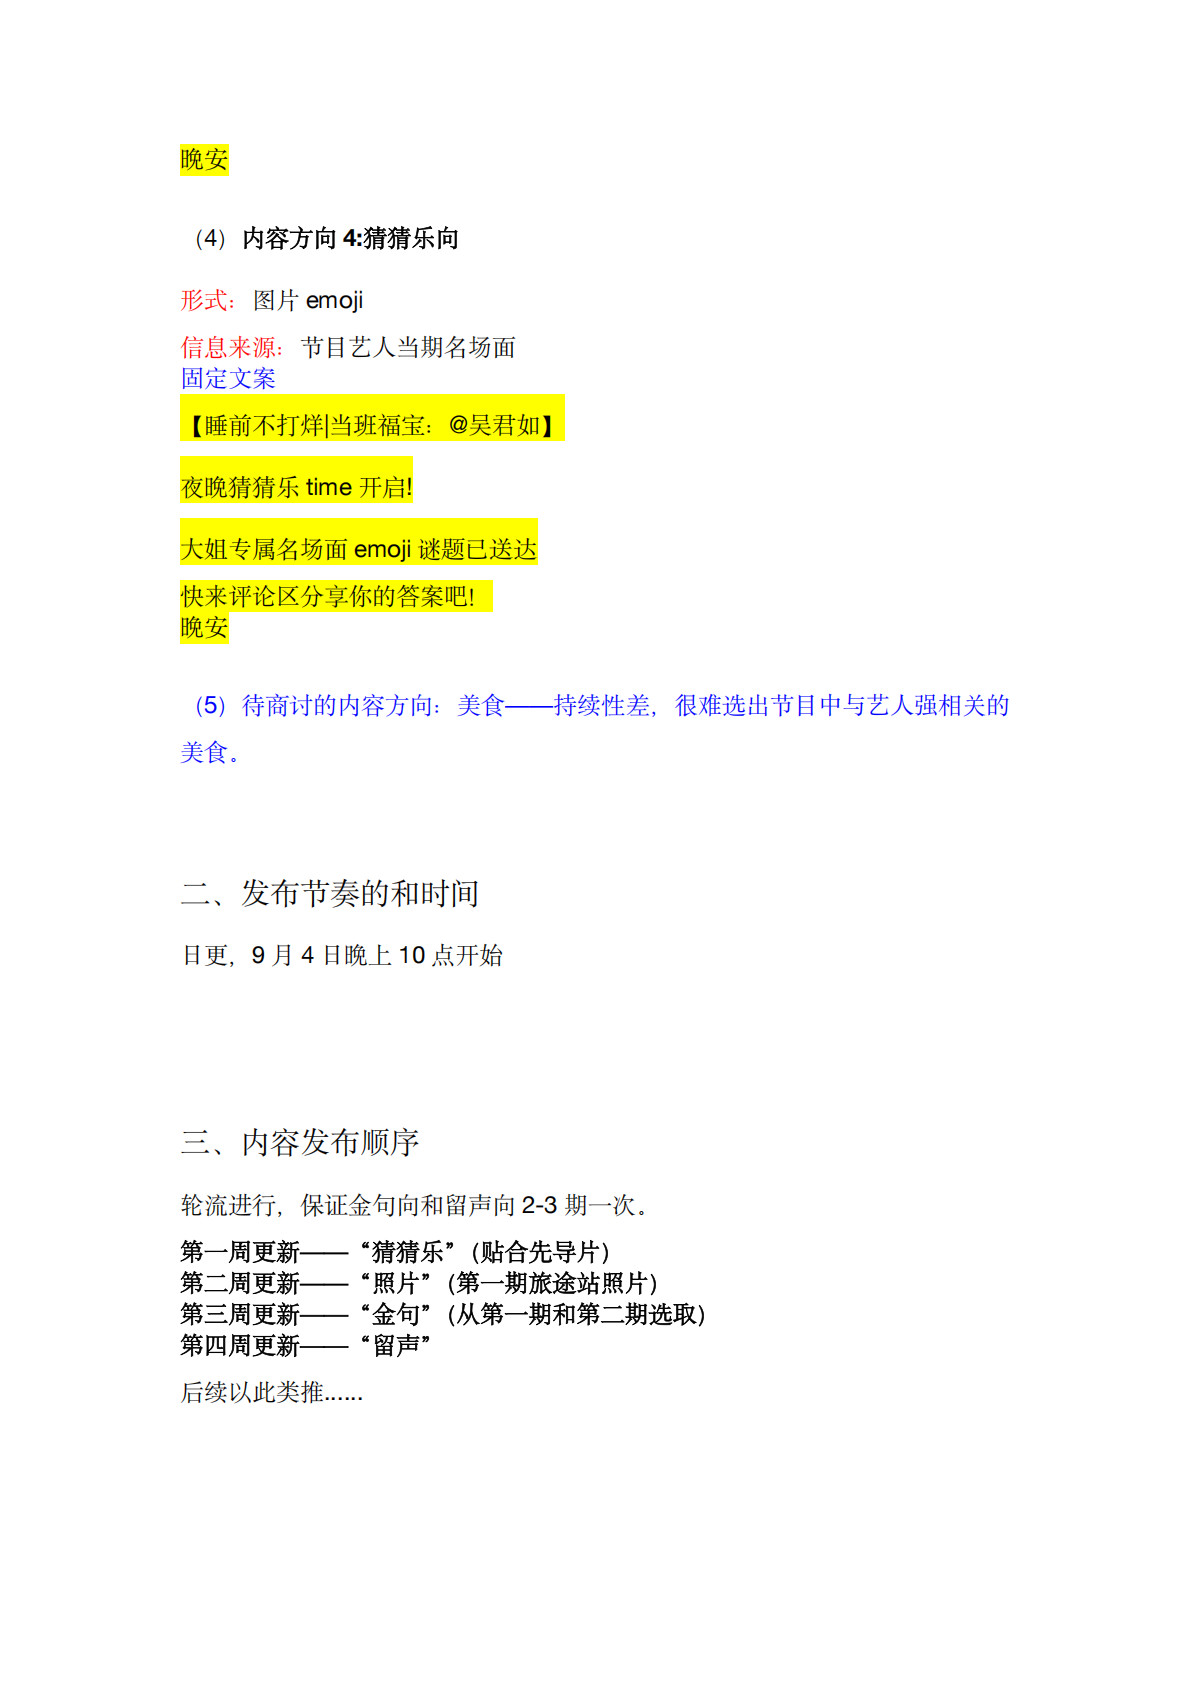 晚安
（4）内容方向 4:猜猜乐向
形式：图片 emoji
信息来源：节目艺人当期名场面
固定文案
【睡前不打烊|当班福宝：@吴君如】
夜晚猜猜乐 time 开启!
大姐专属名场面 emoji 谜题已送达
快来评论区分享你的答案吧！
晚安
（5）待商讨的内容方向：美食——持续性差，很难选出节目中与艺人强相关的
美食。
二、发布节奏的和时间
日更，9 月 4 日晚上 10 点开始
三、内容发布顺序
轮流进行，保证金句向和留声向 2-3 期一次。
第一周更新——“猜猜乐”（贴合先导片）
第二周更新——“照片”（第一期旅途站照片）
第三周更新——“金句”（从第一期和第二期选取）
第四周更新——“留声”
后续以此类推......